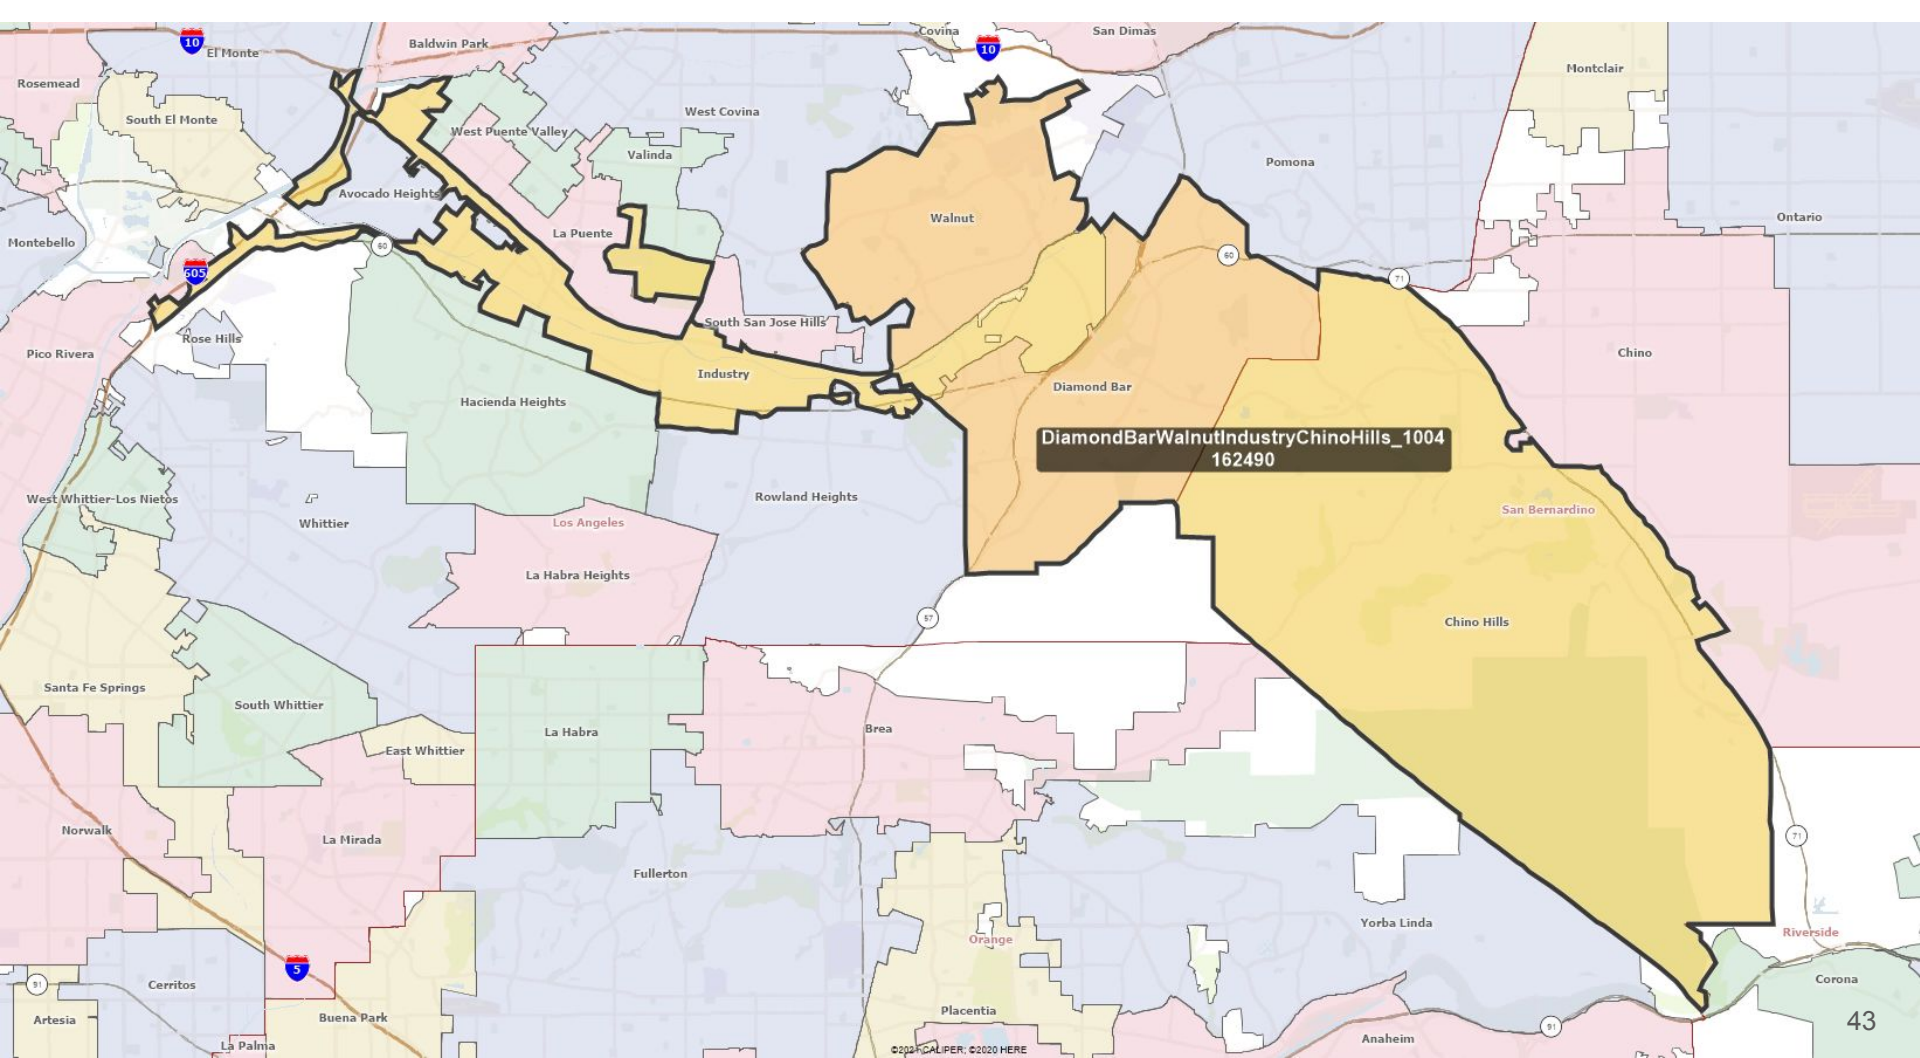 Covina
San Dimas
10
El Monte
Baldwin Park
10
Montclair
Rosemead
South El Monte
West Covina
West Puente Valley
Valinda
Pomona
Avocado Heights
Walnut
Ontario
La Puente
Montebello
60
60
605
71
South San Jose Hills
Rose Hills
Pico Rivera
Chino
Industry
Diamond Bar
Hacienda Heights
DiamondBarWalnutIndustryChinoHills_1004
162490
West Whittier-Los Nietos
Rowland Heights
San Bernardino
Whittier
Los Angeles
La Habra Heights
57
Chino Hills
Santa Fe Springs
South Whittier
La Habra
Brea
East Whittier
Norwalk
La Mirada
71
Fullerton
Yorba Linda
Orange
Riverside
5
91
Cerritos
Corona
Placentia
Artesia
Buena Park
43
91
Anaheim
La Palma
©2021 CALIPER; ©2020 HERE